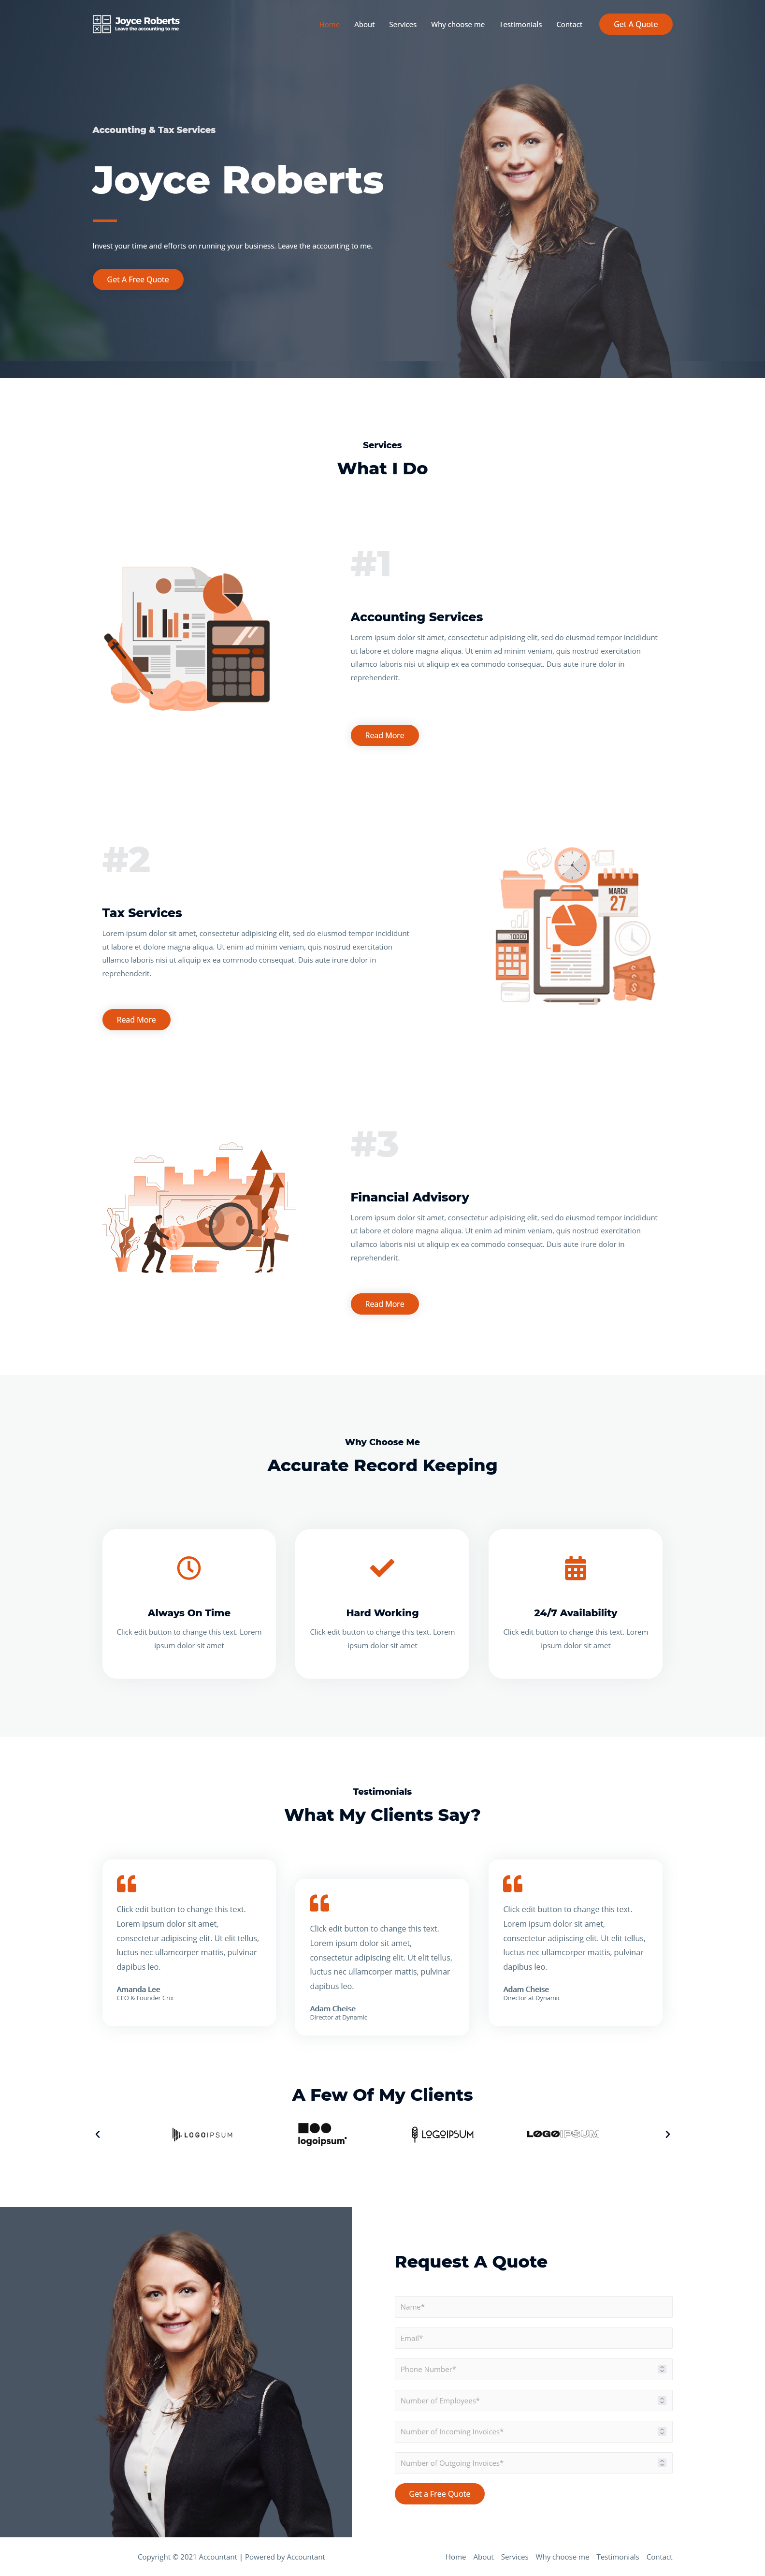 Joyce Roberts
Leave the accounting to me
Home About Services Why choose me Testimonials Contact Get A Quote
Accounting & Tax Services
Joyce Roberts
Invest your time and efforts on running your business. Leave the accounting to me.
Get A Free Quote
Services
What I Do
#1
Accounting Services
Lorem ipsum dolor sit amet, consectetur adipisicing elit, sed do eiusmod tempor incididunt
ut labore et dolore magna aliqua. Ut enim ad minim veniam, quis nostrud exercitation
ullamco laboris nisi ut aliquip ex ea commodo consequat. Duis aute irure dolor in
reprehenderit.
Read More
#2
Tax Services
Lorem ipsum dolor sit amet, consectetur adipisicing elit, sed do eiusmod tempor incididunt
ut labore et dolore magna aliqua. Ut enim ad minim veniam, quis nostrud exercitation
ullamco laboris nisi ut aliquip ex ea commodo consequat. Duis aute irure dolor in
reprehenderit.
Read More
MARCH
27
#3
Financial Advisory
Lorem ipsum dolor sit amet, consectetur adipisicing elit, sed do eiusmod tempor incididunt
ut labore et dolore magna aliqua. Ut enim ad minim veniam, quis nostrud exercitation
ullamco laboris nisi ut aliquip ex ea commodo consequat. Duis aute irure dolor in
reprehenderit.
Read More
Why Choose Me
Accurate Record Keeping
Always On Time
Click edit button to change this text. Lorem
ipsum dolor sit amet
Hard Working
Click edit button to change this text. Lorem
ipsum dolor sit amet
24/7 Availability
Click edit button to change this text. Lorem
ipsum dolor sit amet
Testimonials
What My Clients Say?
Click edit button to change this text.
Lorem ipsum dolor sit amet,
consectetur adipiscing elit. Ut elit tellus,
luctus nec ullamcorper mattis, pulvinar
dapibus leo.
Amanda Lee
CEO & Founder Crix
Click edit button to change this text.
Lorem ipsum dolor sit amet,
consectetur adipiscing elit. Ut elit tellus,
luctus nec ullamcorper mattis, pulvinar
dapibus leo.
Adam Cheise
Director at Dynamic
Click edit button to change this text.
Lorem ipsum dolor sit amet,
consectetur adipiscing elit. Ut elit tellus,
luctus nec ullamcorper mattis, pulvinar
dapibus leo.
Adam Cheise
Director at Dynamic
A Few Of My Clients
LOGOIPSUM
logoipsum
LOGOIPSUM
LOGOIPSUM
Request A Quote
Name*
Email*
Phone Number*
Number of Employees*
Number of Incoming Invoices*
Number of Outgoing Invoices*
Get a Free Quote
Copyright © 2021 Accountant | Powered by Accountant
Home About Services Why choose me Testimonials Contact